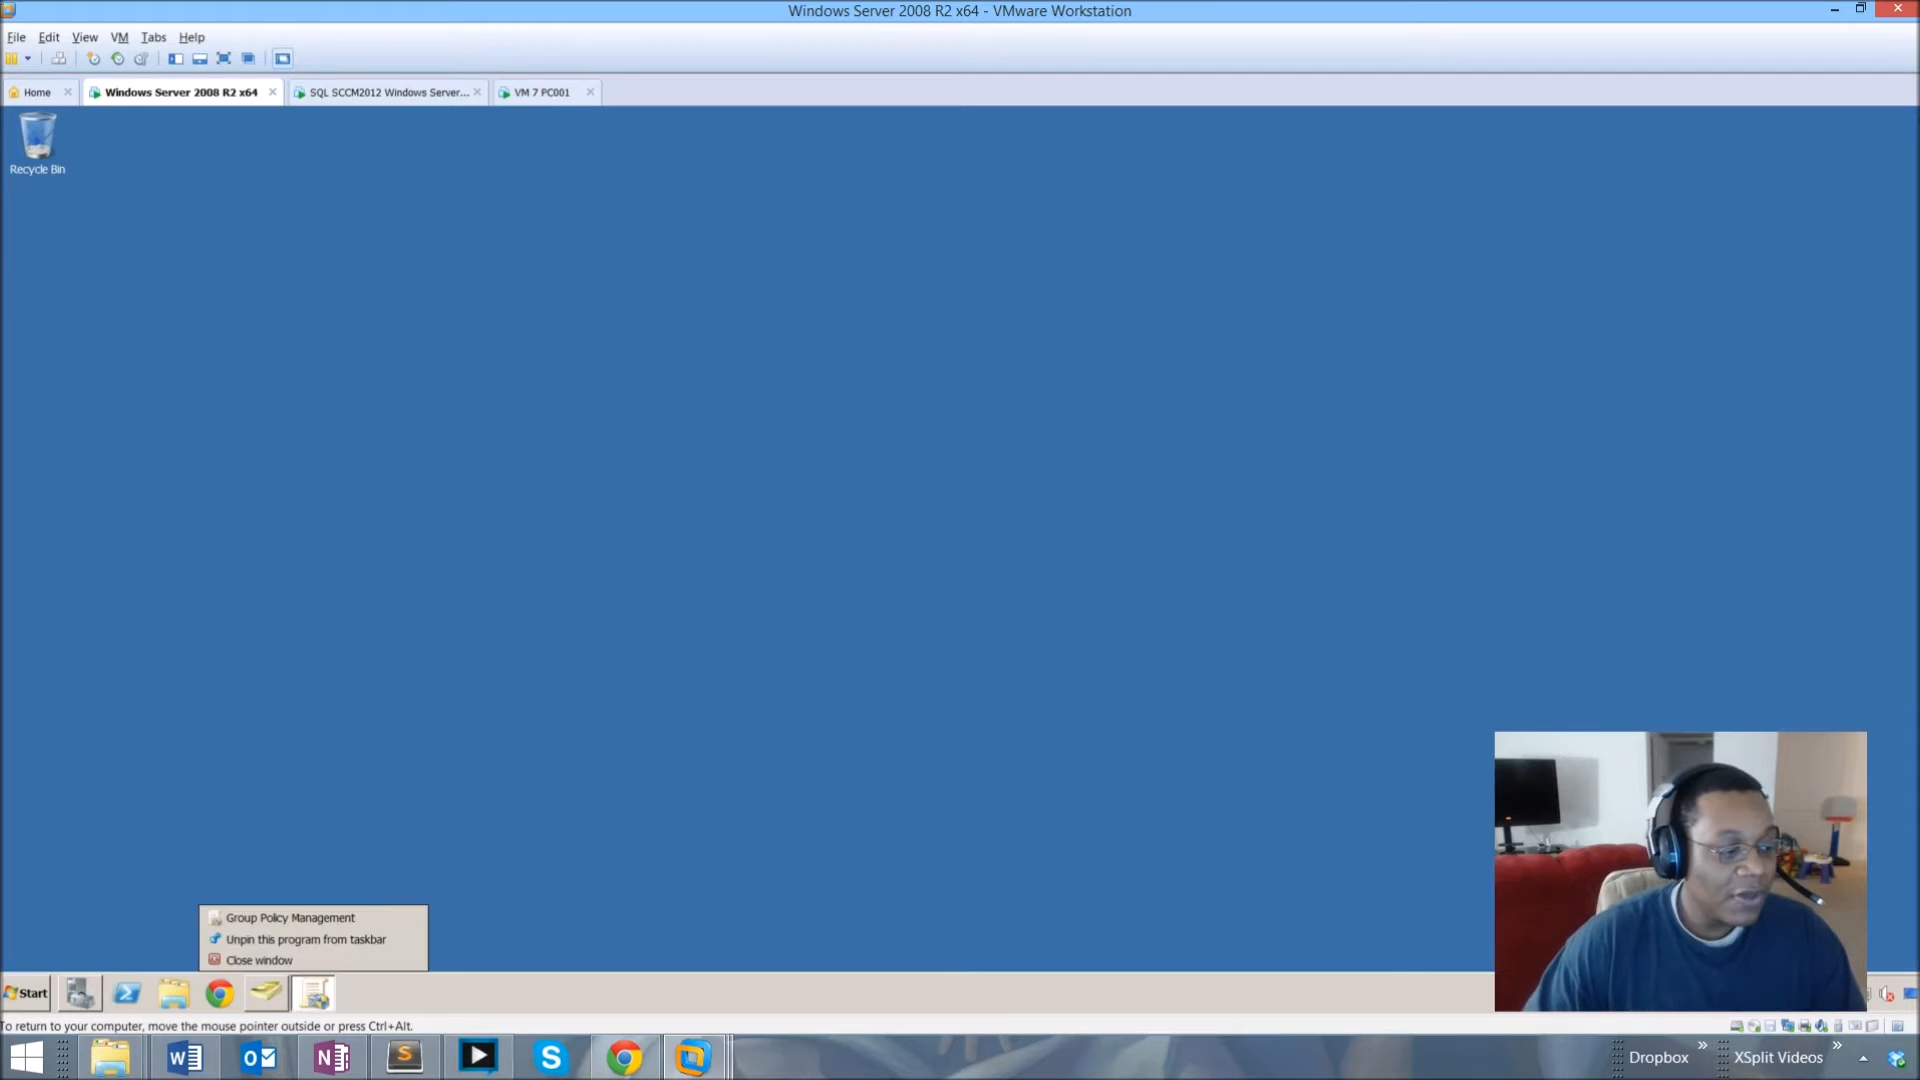 Windows Server 2008 R2 x64 - VMware Workstation
File Edit View VM Tabs Help
Home
Windows Server 2008 R2 x64
SQL SCCM2012 Windows Server...
VM 7 PC001
Recycle Bin
Group Policy Management
Unpin this program from taskbar
Close window
Start
To return to your computer, move the mouse pointer outside or press Ctrl+Alt.
Dropbox
XSplit Videos